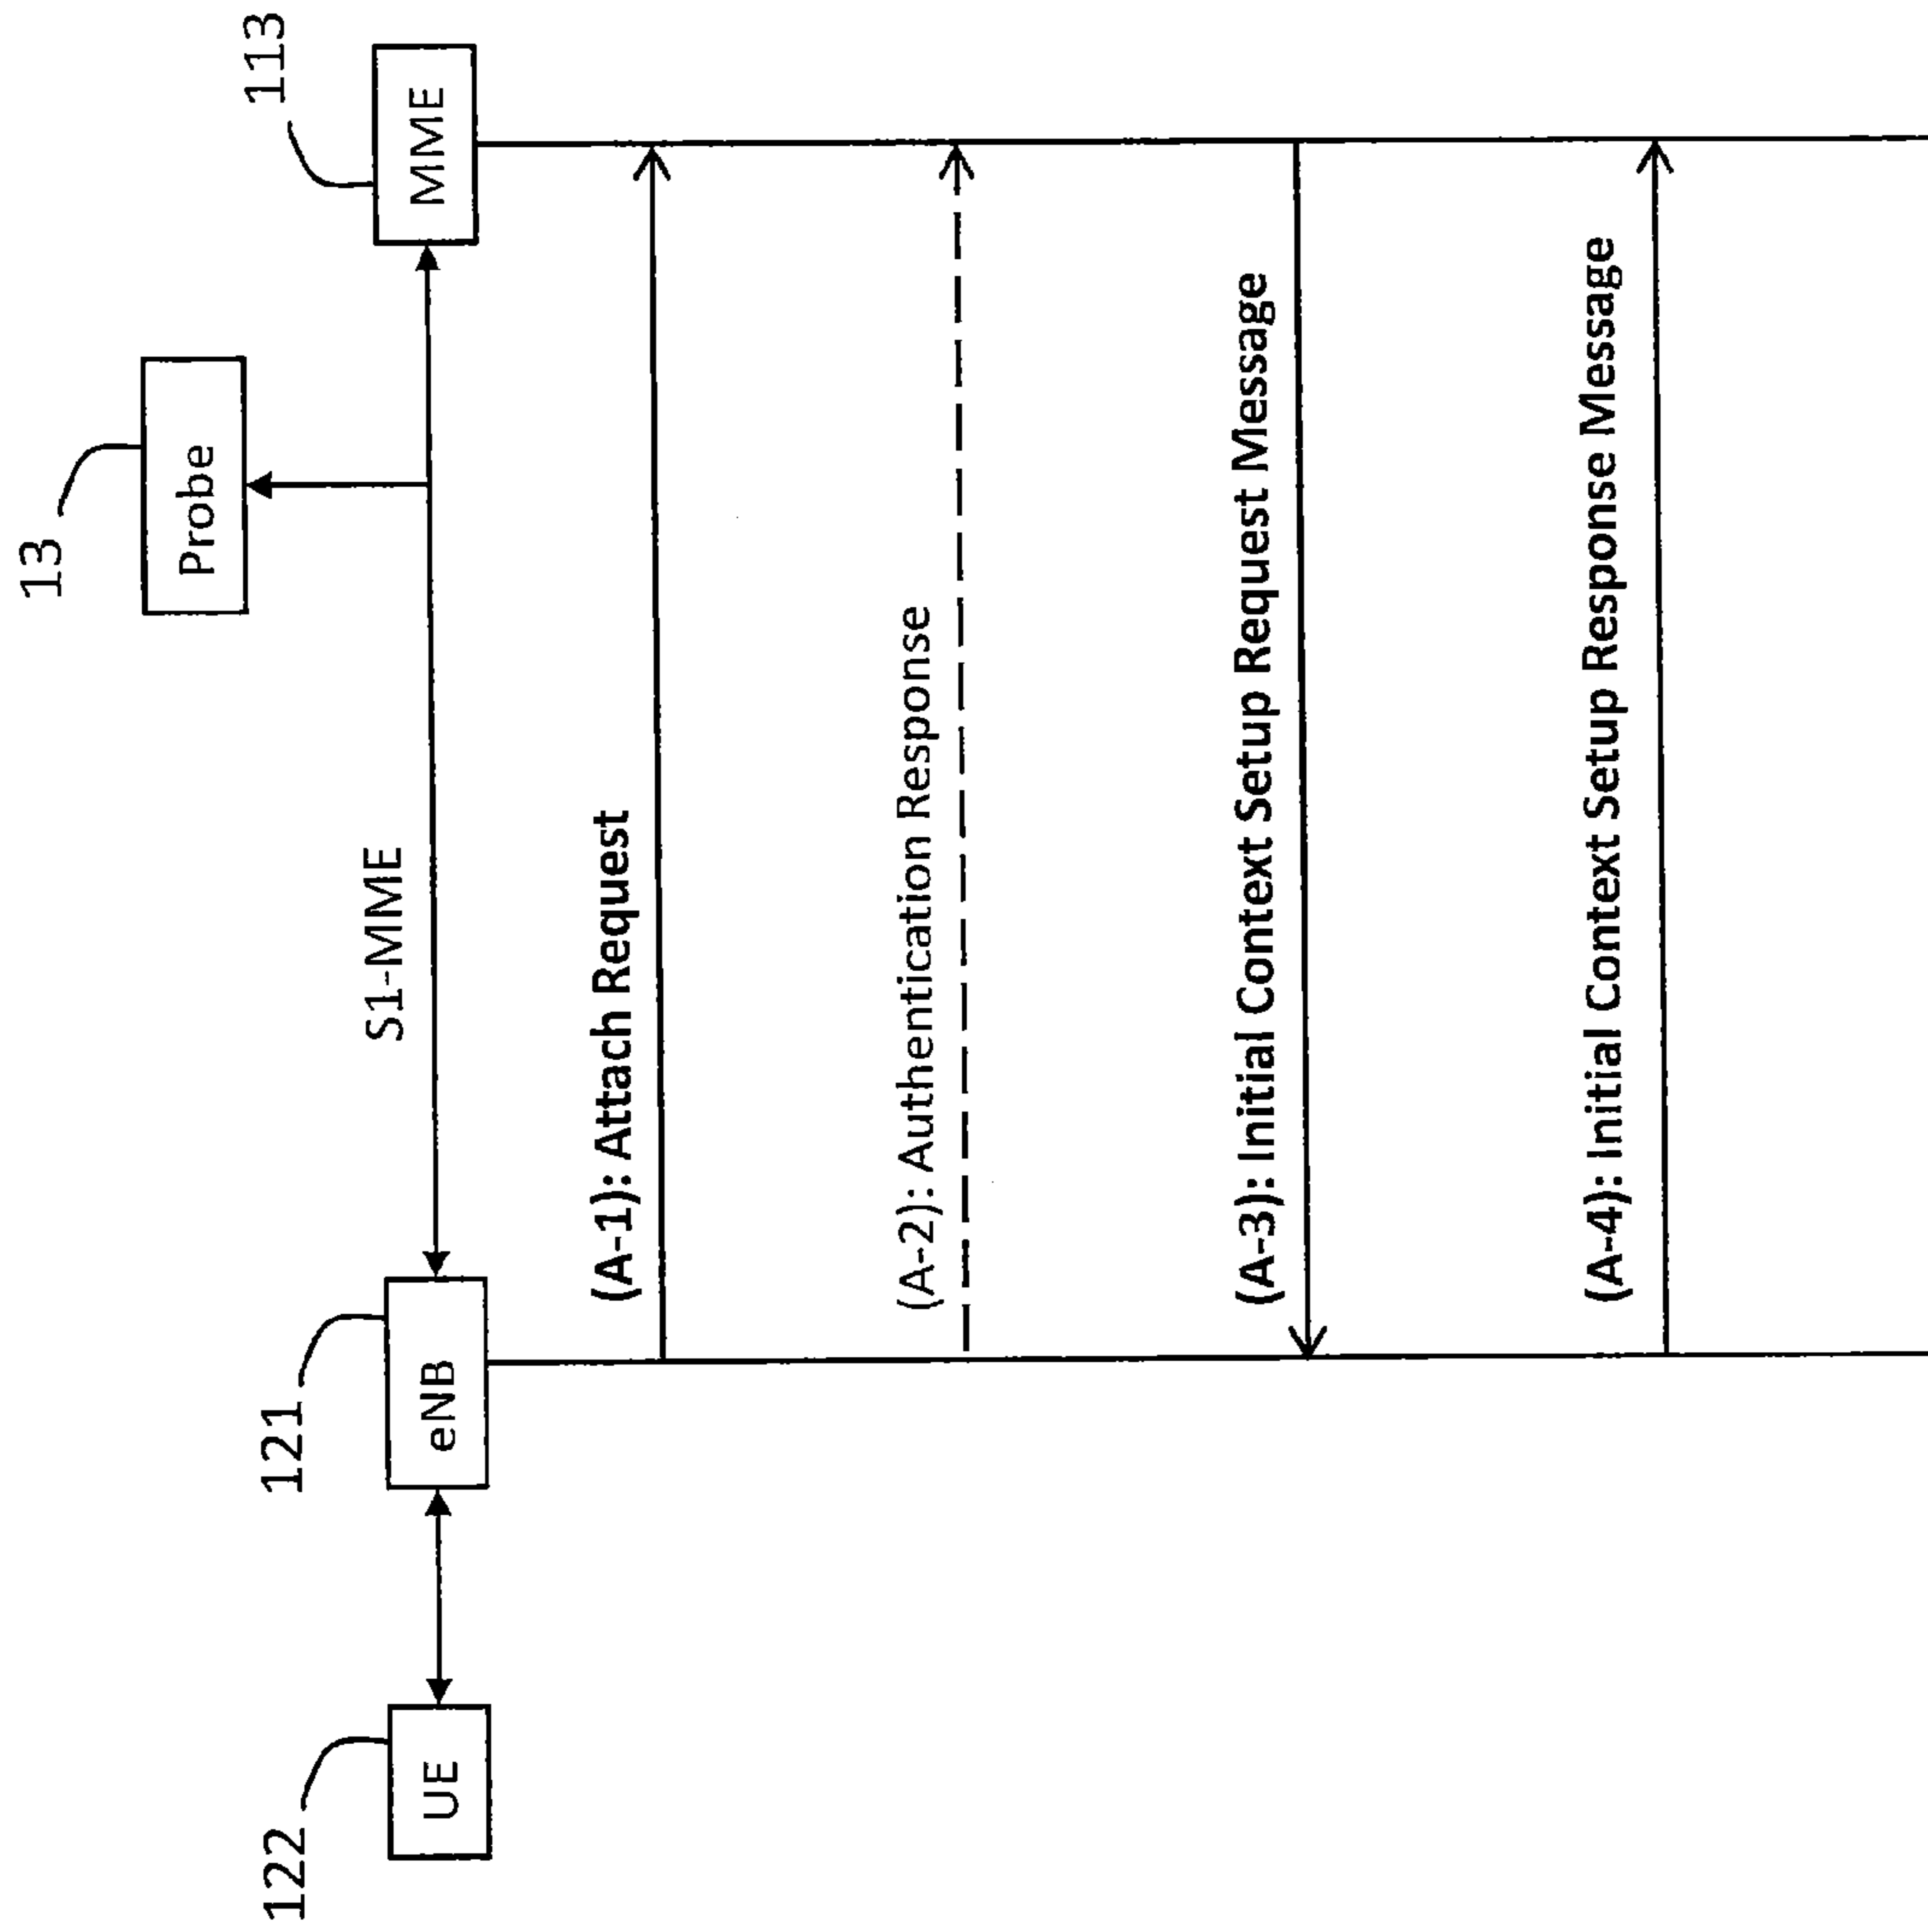 13
Probe
122
121
113
UE
eNB
S1-MME
MME
(A-1): Attach Request
(A-2): Authentication Response
(A-3): Initial Context Setup Request Message
(A-4): Initial Context Setup Response Message